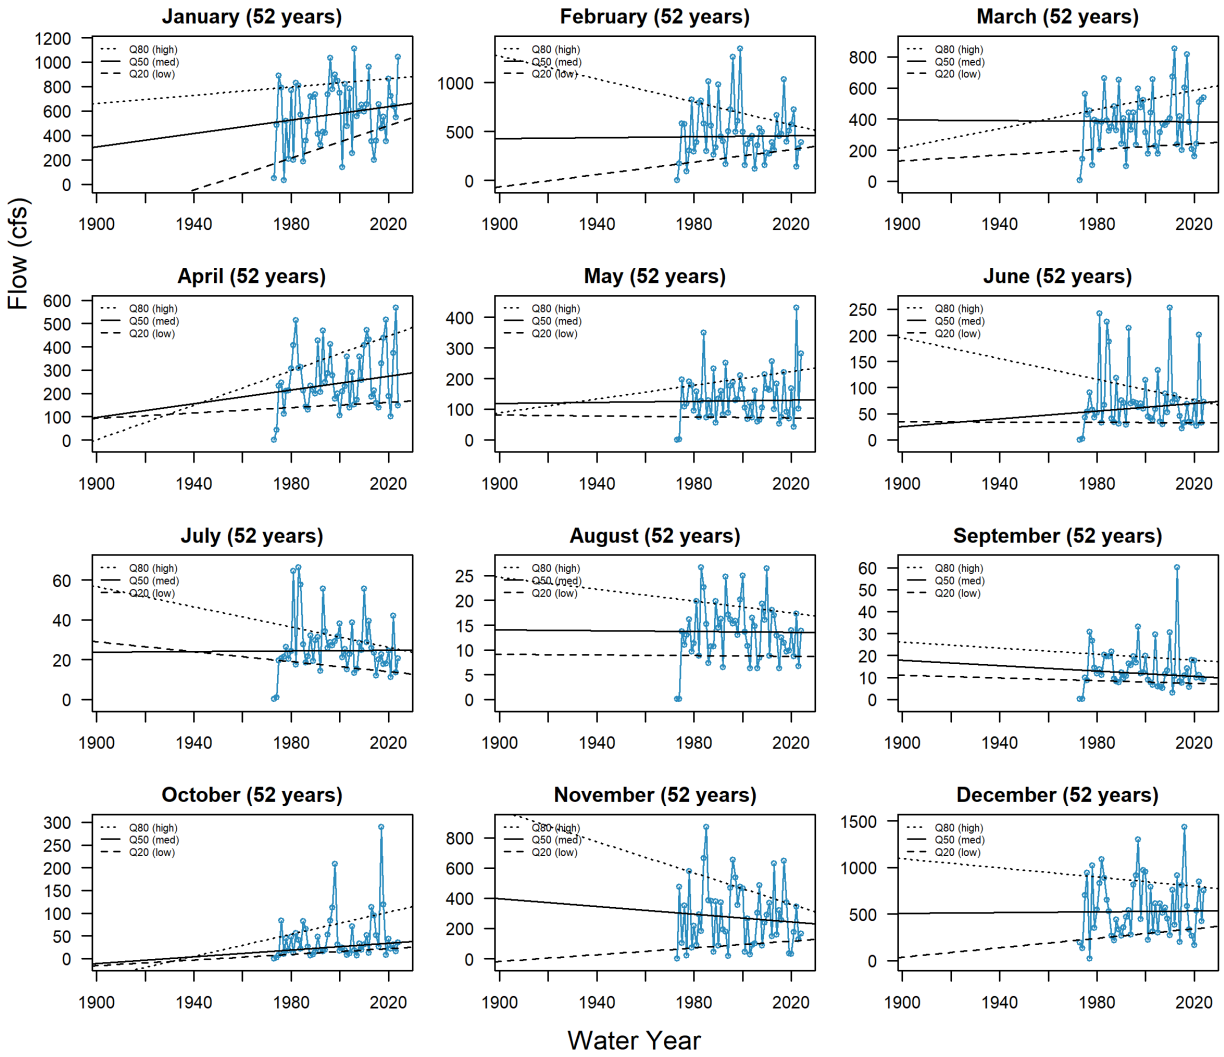 Flow (cfs)
January (52 years)
Q80 (high)
Q50 (med)
Q20 (low)
1200
1000
800
600
400
200
0
1900 1940 1980 2020
February (52 years)
Q80 (high)
Q50 (med)
Q20 (low)
1000
500
0
1900 1940 1980 2020
March (52 years)
Q80 (high)
Q50 (med)
Q20 (low)
800
600
400
200
0
1900 1940 1980 2020
April (52 years)
Q80 (high)
Q50 (med)
Q20 (low)
600
500
400
300
200
100
0
1900 1940 1980 2020
May (52 years)
Q80 (high)
Q50 (med)
Q20 (low)
400
300
200
100
0
1900 1940 1980 2020
June (52 years)
Q80 (high)
Q50 (med)
Q20 (low)
250
200
150
100
50
0
1900 1940 1980 2020
July (52 years)
Q80 (high)
Q50 (med)
Q20 (low)
60
40
20
0
1900 1940 1980 2020
August (52 years)
Q80 (high)
Q50 (med)
Q20 (low)
25
20
15
10
5
0
1900 1940 1980 2020
September (52 years)
Q80 (high)
Q50 (med)
Q20 (low)
60
50
40
30
20
10
0
1900 1940 1980 2020
October (52 years)
Q80 (high)
Q50 (med)
Q20 (low)
300
250
200
150
100
50
0
1900 1940 1980 2020
November (52 years)
Q80 (high)
Q50 (med)
Q20 (low)
800
600
400
200
0
1900 1940 1980 2020
December (52 years)
Q80 (high)
Q50 (med)
Q20 (low)
1500
1000
500
0
1900 1940 1980 2020
Water Year